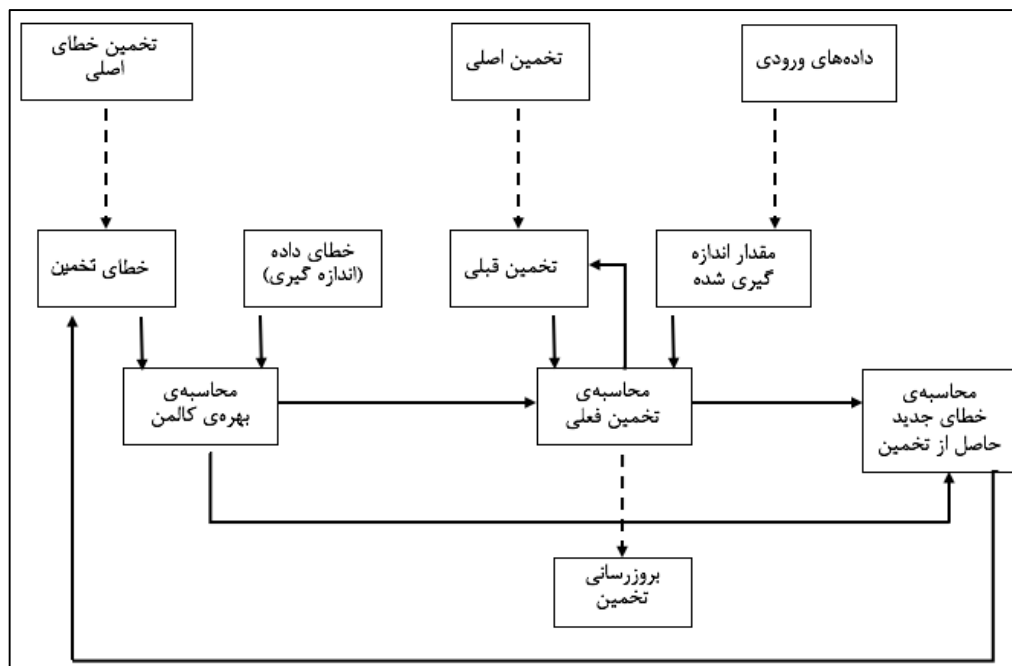 تخمین خطای
اصلی
تخمین اصلی
داده‌های ورودی
خطای تخمین
خطای داده
(اندازه گیری)
تخمین قبلی
مقدار اندازه
گیری شده
محاسبه‌ی
بهره‌ی کالمن
محاسبه‌ی
تخمین فعلی
محاسبه‌ی
خطای جدید
حاصل از تخمین
بروزرسانی
تخمین